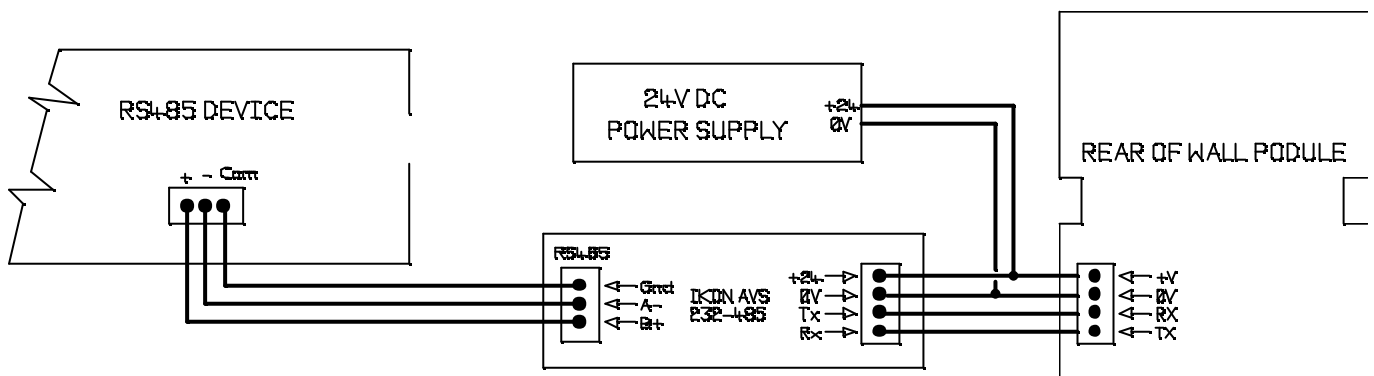 RS485 DEVICE
+ - Com
24V DC
POWER SUPPLY
+24
0V
REAR OF WALL PODULE
RS485
Gnd
A-
B+
IKON AVS
232-485
+24
0V
Tx
Rx
+V
0V
RX
TX